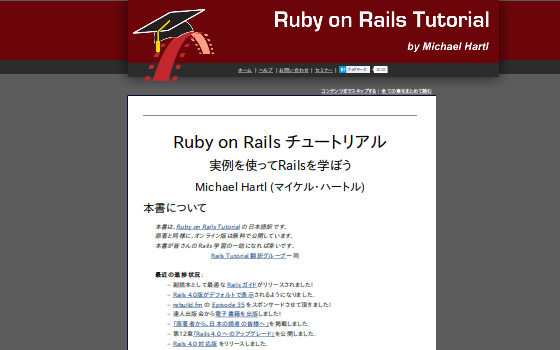 Ruby on Rails Tutorial
by Michael Hartl
ホーム | ヘルプ | お問い合わせ | セミナー |
コンテンツまでスキップする | 全ての章をまとめて読む
Ruby on Rails チュートリアル
実例を使ってRailsを学ぼう
Michael Hartl (マイケル・ハートル)
本書について
本書は、Ruby on Rails Tutorial の日本語訳です。
原著と同様に、オンライン版は無料で公開しています。
本書が皆さんの Rails 学習の一助になれば幸いです。
Rails Tutorial 翻訳グループ一同
最近の進捗状況:
– 副読本として最適な Rails ガイドがリリースされました!
– Rails 4.0版がデフォルトで表示されるようになりました.
– rebuild.fm の Episode 35 をスポンサードさせて頂きました!
– 達人出版会から電子書籍を出版しました!
– 「原著者から、日本の読者の皆様へ」を掲載しました.
– 第12章「Rails 4.0 へのアップグレード」を公開しました.
– Rails 4.0 対応版 をリリースしました.